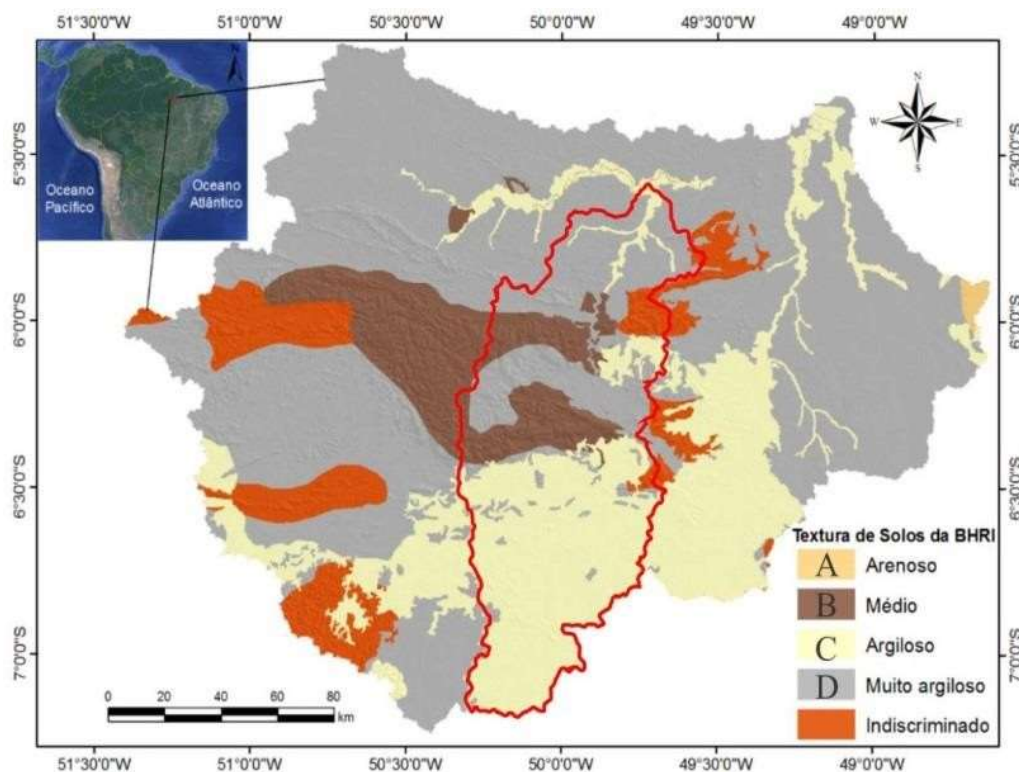 51°30'0"W 51°0'0"W 50°30'0"W 50°0'0"W 49°30'0"W 49°0'0"W
N
Oceano Pacífico
Oceano Atlântico
N
W E
S
5°30'0"S 5°30'0"S
6°0'0"S 6°0'0"S
6°30'0"S 6°30'0"S
7°0'0"S 7°0'0"S
Textura de Solos da BHRI
A Arenoso
B Médio
C Argiloso
D Muito argiloso
Indiscriminado
0 20 40 60 80
km
51°30'0"W 51°0'0"W 50°30'0"W 50°0'0"W 49°30'0"W 49°0'0"W